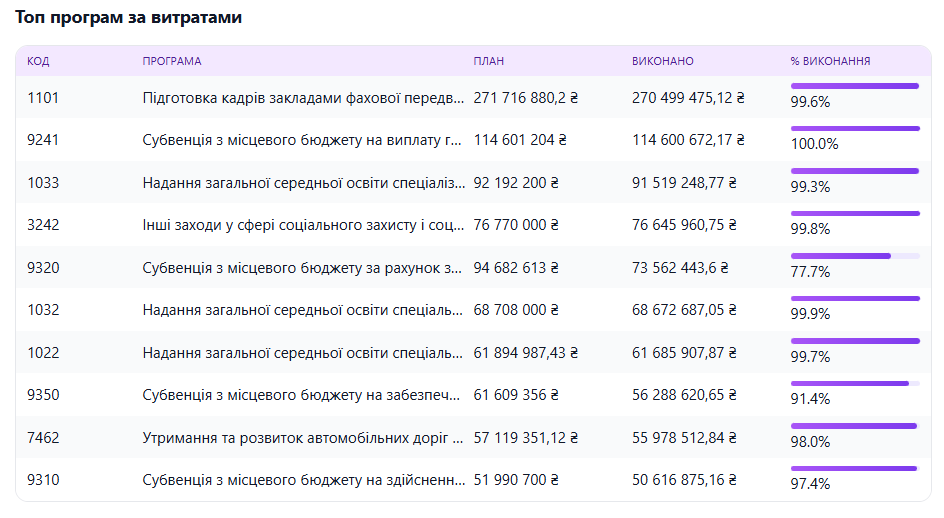 Топ програм за витратами
КОД ПРОГРАМА ПЛАН ВИКОНАНО % ВИКОНАННЯ
1101 Підготовка кадрів закладами фахової передв... 271 716 880,2 ₴ 270 499 475,12 ₴ 99.6%
9241 Субвенція з місцевого бюджету на виплату г... 114 601 204 ₴ 114 600 672,17 ₴ 100.0%
1033 Надання загальної середньої освіти спеціаліз... 92 192 200 ₴ 91 519 248,77 ₴ 99.3%
3242 Інші заходи у сфері соціального захисту і соц... 76 770 000 ₴ 76 645 960,75 ₴ 99.8%
9320 Субвенція з місцевого бюджету за рахунок з... 94 682 613 ₴ 73 562 443,6 ₴ 77.7%
1032 Надання загальної середньої освіти спеціаль... 68 708 000 ₴ 68 672 687,05 ₴ 99.9%
1022 Надання загальної середньої освіти спеціаль... 61 894 987,43 ₴ 61 685 907,87 ₴ 99.7%
9350 Субвенція з місцевого бюджету на забезпеч... 61 609 356 ₴ 56 288 620,65 ₴ 91.4%
7462 Утримання та розвиток автомобільних доріг ... 57 119 351,12 ₴ 55 978 512,84 ₴ 98.0%
9310 Субвенція з місцевого бюджету на здійсненн... 51 990 700 ₴ 50 616 875,16 ₴ 97.4%